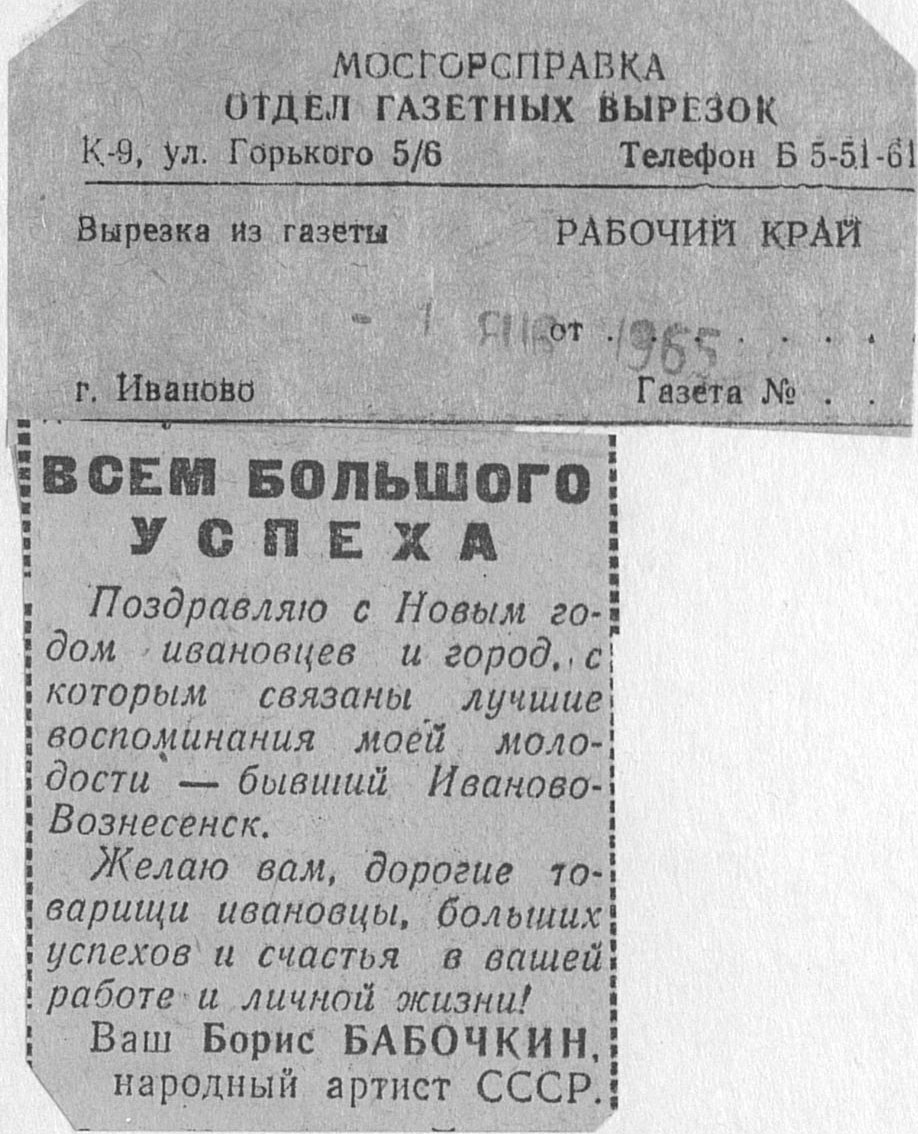 МОСГОРСПРАВКА
ОТДЕЛ ГАЗЕТНЫХ ВЫРЕЗОК
К-9, ул. Горького 5/6 Телефон Б 5-51-61
Вырезка из газеты РАБОЧИЙ КРАЙ
- 1 ЯНВ от . 1965 . . . .
г. Иваново Газета № . .
ВСЕМ БОЛЬШОГО
УСПЕХА
Поздравляю с Новым го-
дом ивановцев и город, с
которым связаны лучшие
воспоминания моей моло-
дости — бывший Иваново-
Вознесенск.
Желаю вам, дорогие то-
варищи ивановцы, больших
успехов и счастья в вашей
работе и личной жизни!
Ваш Борис БАБОЧКИН,
народный артист СССР.